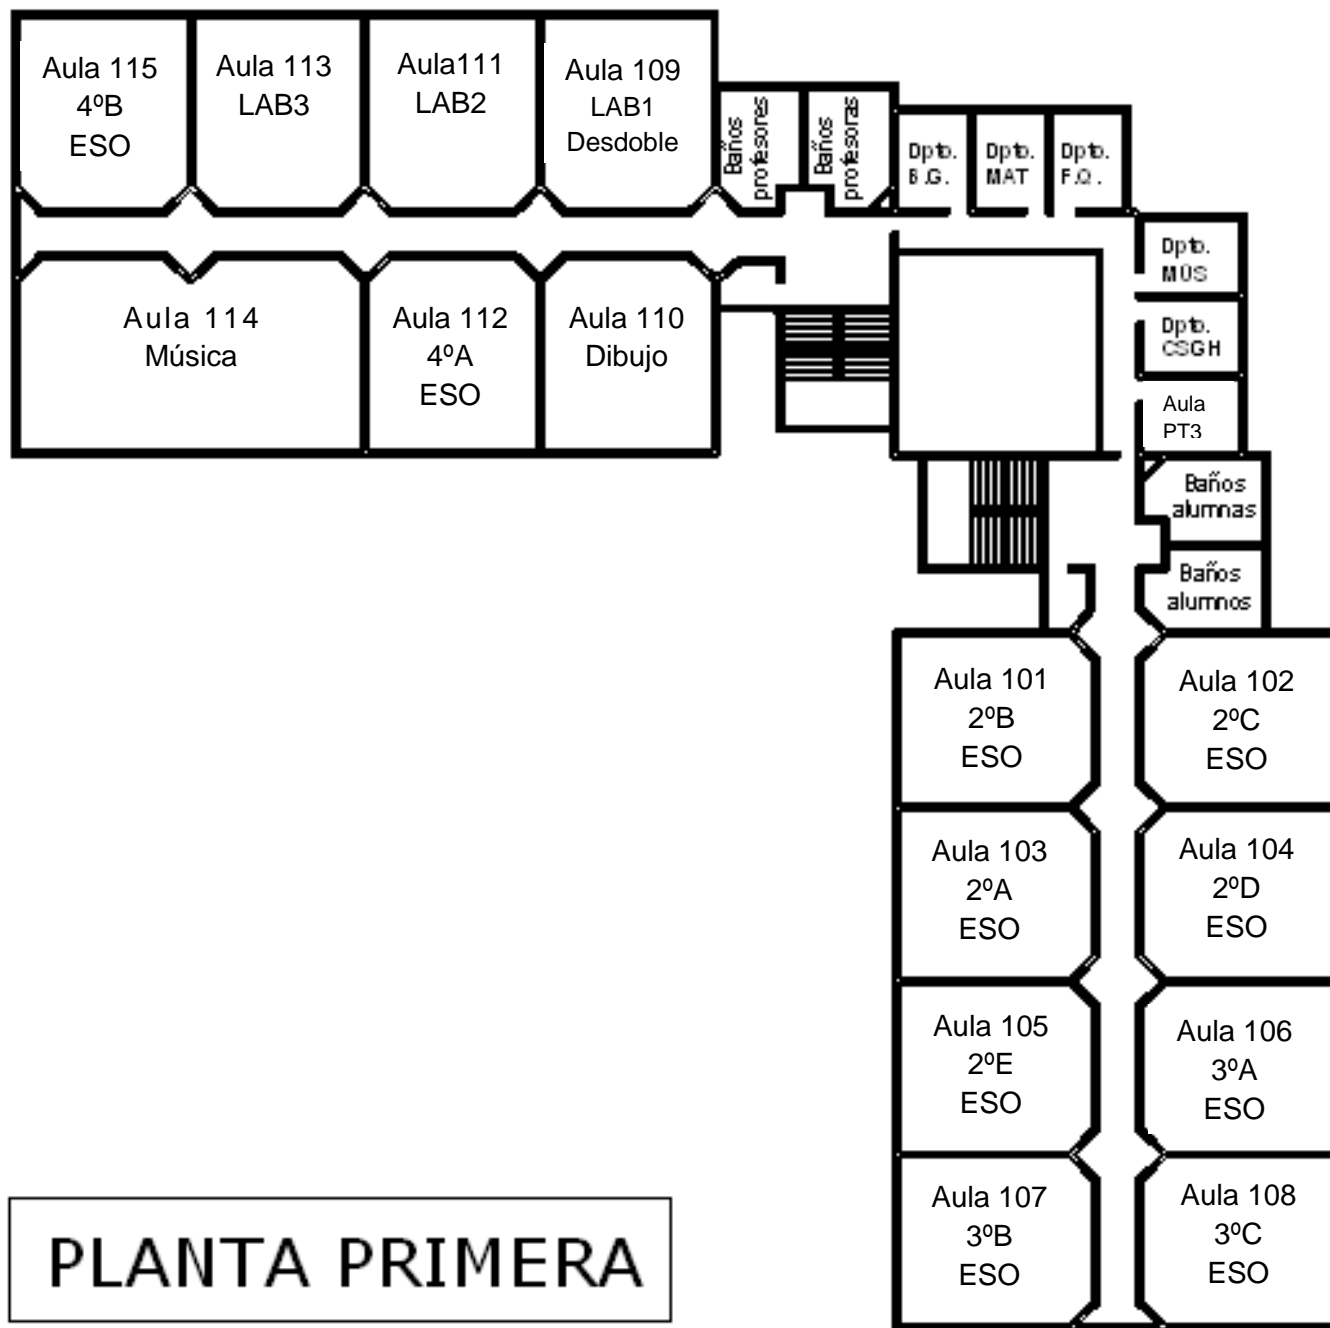 Aula 115
4ºB
ESO
Aula 113
LAB3
Aula111
LAB2
Aula 109
LAB1
Desdoble
Baños
profesores
Baños
profesoras
Dpto.
B.G.
Dpto.
MAT
Dpto.
F.Q.
Dpto.
MÚS
Dpto.
CSGH
Aula
PT3
Aula 114
Música
Aula 112
4ºA
ESO
Aula 110
Dibujo
Baños
alumnas
Baños
alumnos
Aula 101
2ºB
ESO
Aula 102
2ºC
ESO
Aula 103
2ºA
ESO
Aula 104
2ºD
ESO
Aula 105
2ºE
ESO
Aula 106
3ºA
ESO
Aula 107
3ºB
ESO
Aula 108
3ºC
ESO
PLANTA PRIMERA